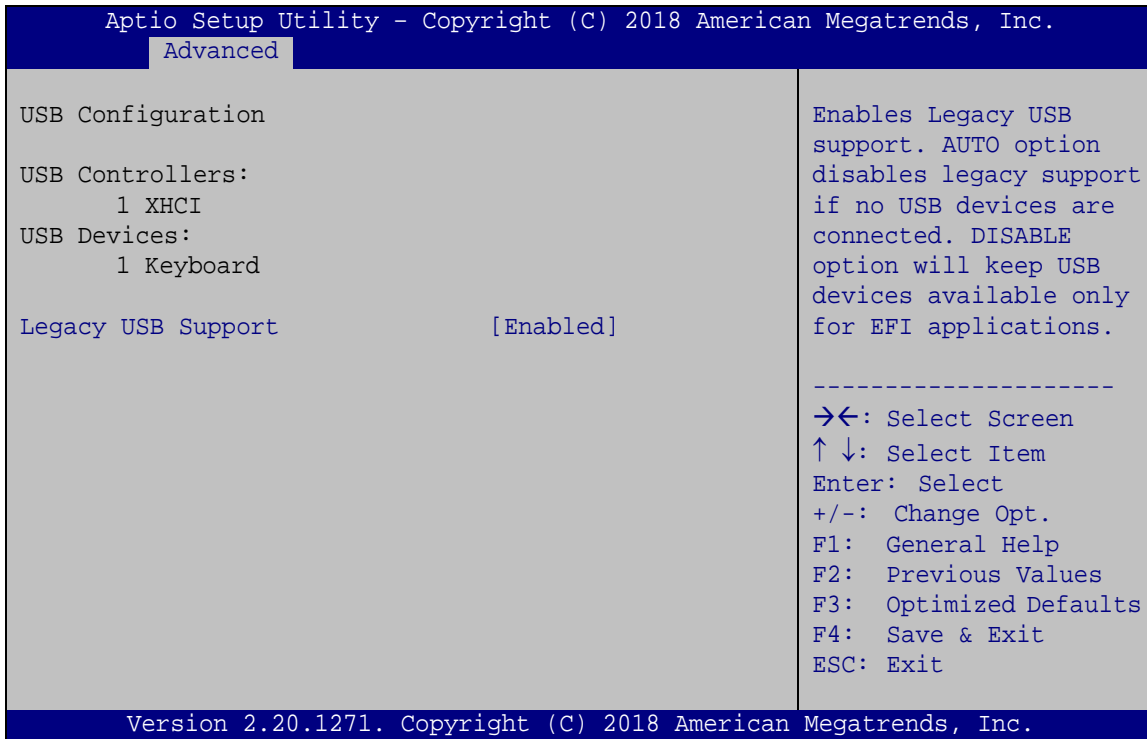 Aptio Setup Utility – Copyright (C) 2018 American Megatrends, Inc.
Advanced
USB Configuration
USB Controllers:
1 XHCI
USB Devices:
1 Keyboard
Legacy USB Support [Enabled]
Enables Legacy USB
support. AUTO option
disables legacy support
if no USB devices are
connected. DISABLE
option will keep USB
devices available only
for EFI applications.
---------------------
→←: Select Screen
↑ ↓: Select Item
Enter: Select
+/-: Change Opt.
F1: General Help
F2: Previous Values
F3: Optimized Defaults
F4: Save & Exit
ESC: Exit
Version 2.20.1271. Copyright (C) 2018 American Megatrends, Inc.